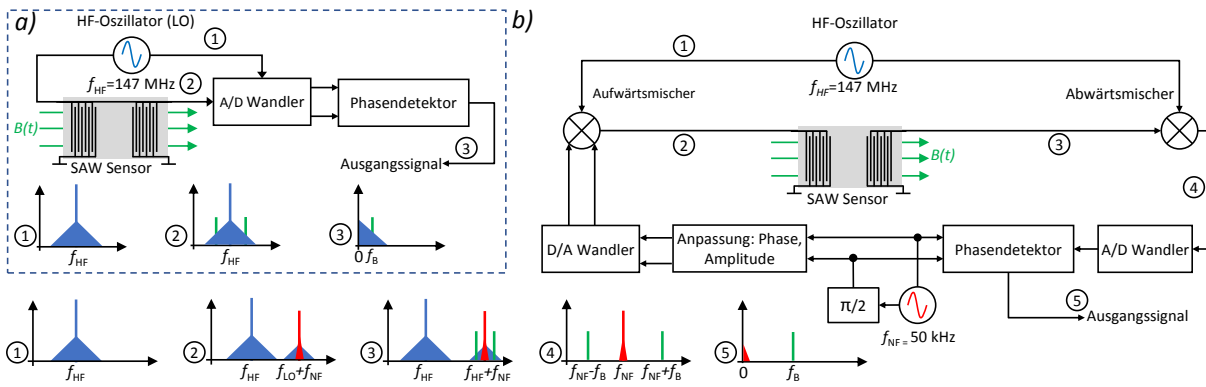 a)
HF-Oszillator (LO)
1
f_HF=147 MHz
2
A/D Wandler
Phasendetektor
B(t)
SAW Sensor
3
Ausgangssignal
1
f_HF
2
f_HF
3
0 f_B
b)
HF-Oszillator
1
f_HF=147 MHz
Aufwärtsmischer
Abwärtsmischer
2
3
B(t)
SAW Sensor
4
D/A Wandler
Anpassung: Phase,
Amplitude
Phasendetektor
A/D Wandler
π/2
f_NF = 50 kHz
5
Ausgangssignal
1
f_HF
2
f_HF f_LO+f_NF
3
f_HF f_HF+f_NF
4
f_NF-f_B f_NF f_NF+f_B
5
0 f_B